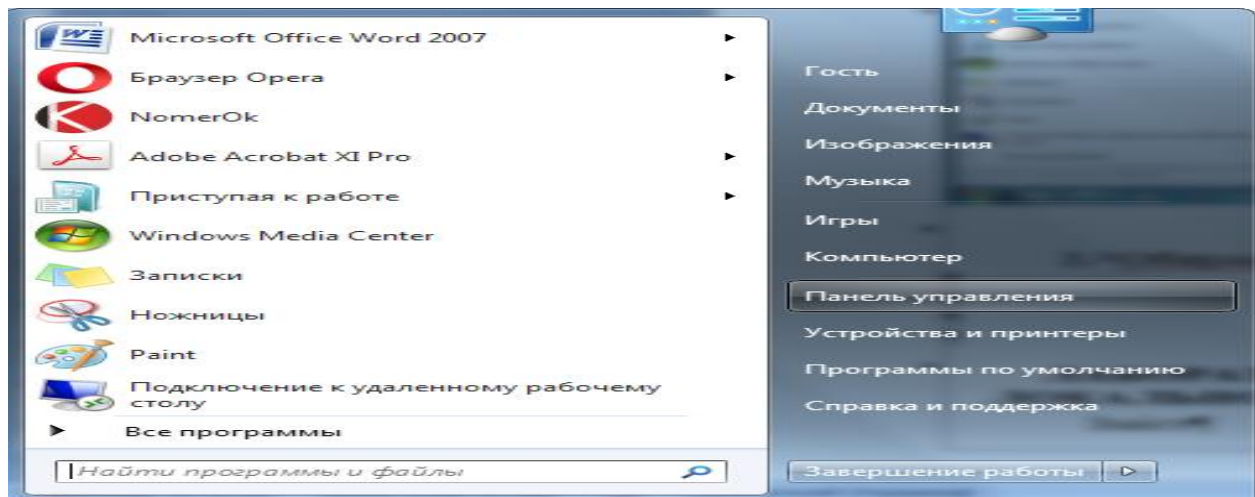 Microsoft Office Word 2007
Браузер Opera
NomerOk
Adobe Acrobat XI Pro
Приступая к работе
Windows Media Center
Записки
Ножницы
Paint
Подключение к удаленному рабочему
столу
Все программы
Найти программы и файлы
Гость
Документы
Изображения
Музыка
Игры
Компьютер
Панель управления
Устройства и принтеры
Программы по умолчанию
Справка и поддержка
Завершение работы